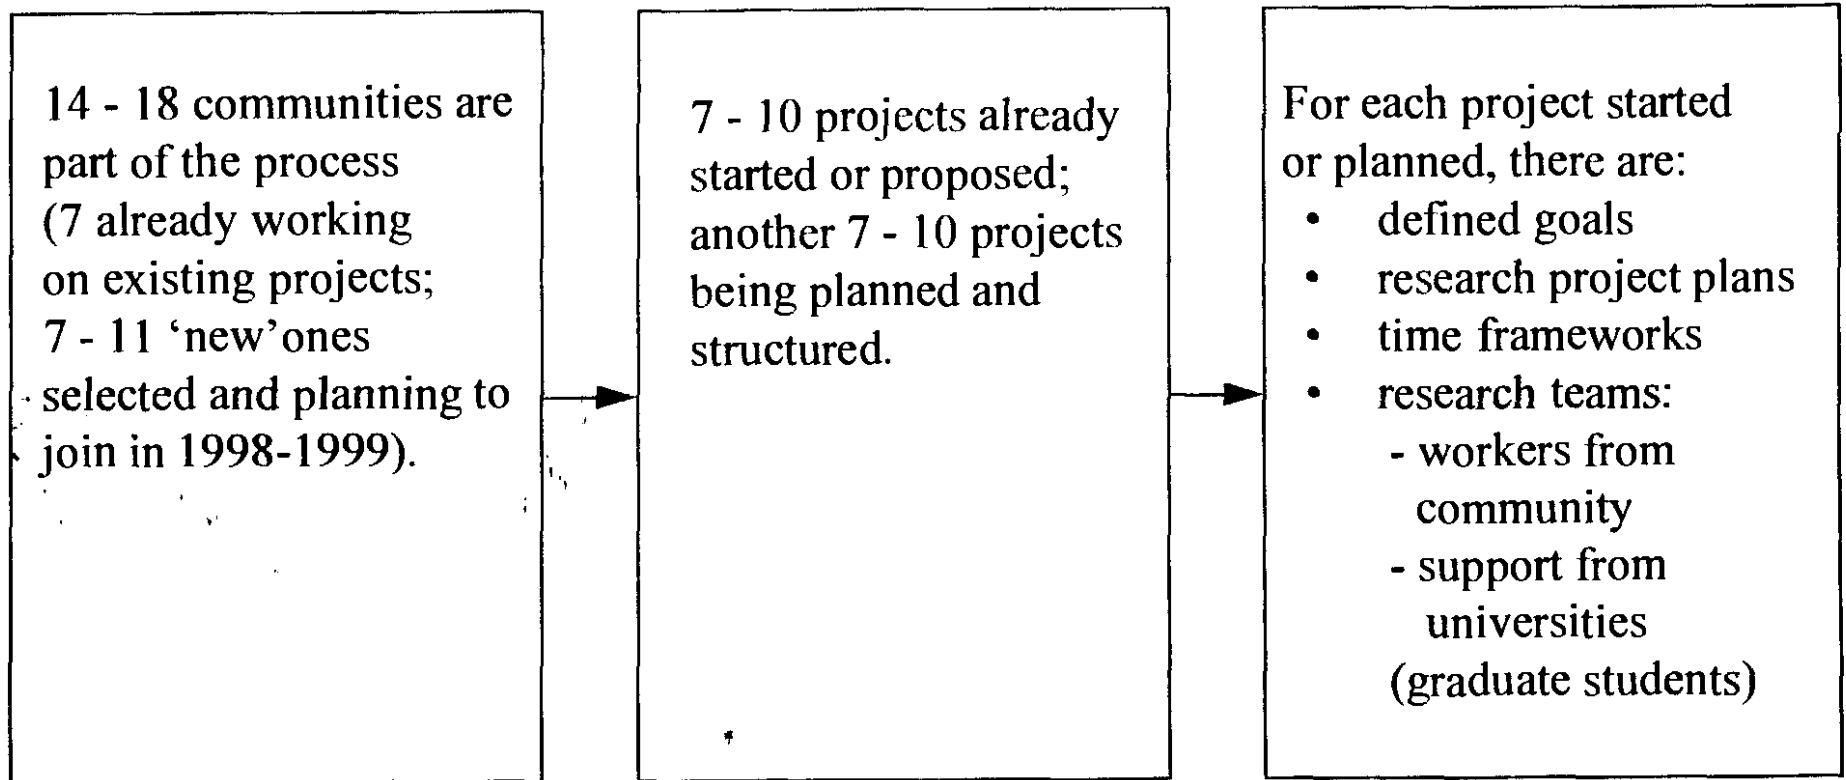 14 - 18 communities are
part of the process
(7 already working
on existing projects;
7 - 11 ‘new’ones
selected and planning to
join in 1998-1999).
7 - 10 projects already
started or proposed;
another 7 - 10 projects
being planned and
structured.
For each project started
or planned, there are:
• defined goals
• research project plans
• time frameworks
• research teams:
- workers from
community
- support from
universities
(graduate students)